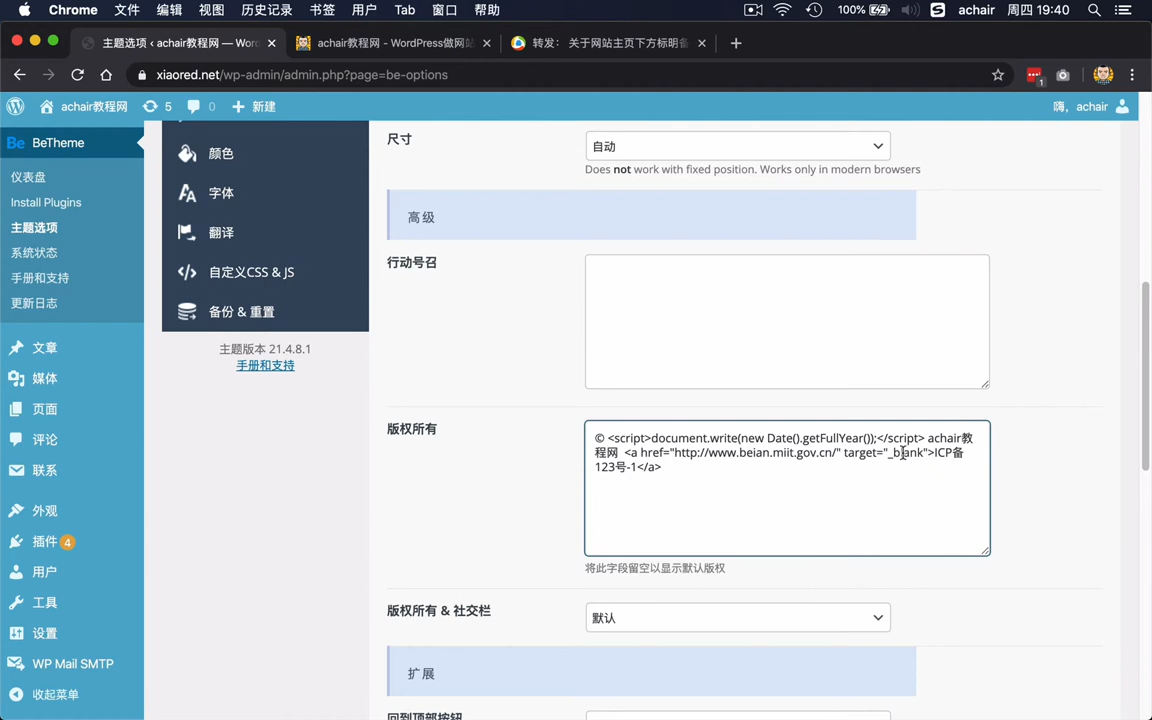 Chrome 文件 编辑 视图 历史记录 书签 用户 Tab 窗口 帮助 100% achair 周四 19:40
主题选项 ‹ achair教程网 — Wor
achair教程网 - WordPress做网站
转发： 关于网站主页下方标明备
xiaored.net/wp-admin/admin.php?page=be-options
1
achair教程网 5 0 新建 嗨，achair
Be BeTheme
仪表盘
Install Plugins
主题选项
系统状态
手册和支持
更新日志
文章
媒体
页面
评论
联系
外观
插件 4
用户
工具
设置
WP Mail SMTP
收起菜单
颜色
字体
翻译
自定义CSS & JS
备份 & 重置
主题版本 21.4.8.1
手册和支持
尺寸
自动
Does not work with fixed position. Works only in modern browsers
高级
行动号召
版权所有
© <script>document.write(new Date().getFullYear());</script> achair教
程网 <a href="http://www.beian.miit.gov.cn/" target="_blank">ICP备
123号-1</a>
将此字段留空以显示默认版权
版权所有 & 社交栏
默认
扩展
回到顶部按钮